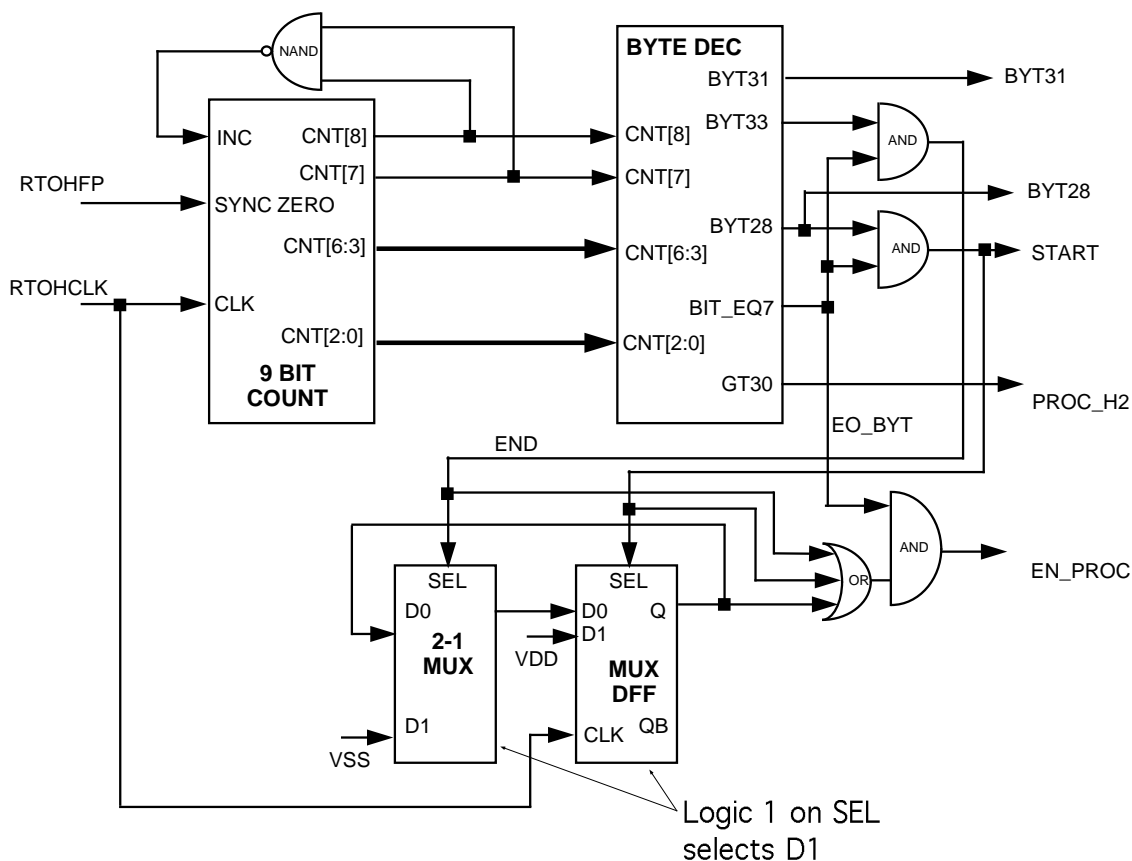 NAND
BYTE DEC
BYT31
BYT31
INC
CNT[8]
CNT[8]
BYT33
AND
CNT[7]
CNT[7]
RTOHFP
SYNC ZERO
BYT28
BYT28
CNT[6:3]
CNT[6:3]
AND
START
RTOHCLK
CLK
BIT_EQ7
CNT[2:0]
CNT[2:0]
9 BIT
COUNT
GT30
PROC_H2
EO_BYT
END
AND
EN_PROC
OR
SEL
SEL
D0
D0
Q
D1
2-1
MUX
VDD
MUX
DFF
D1
CLK
QB
VSS
Logic 1 on SEL
selects D1